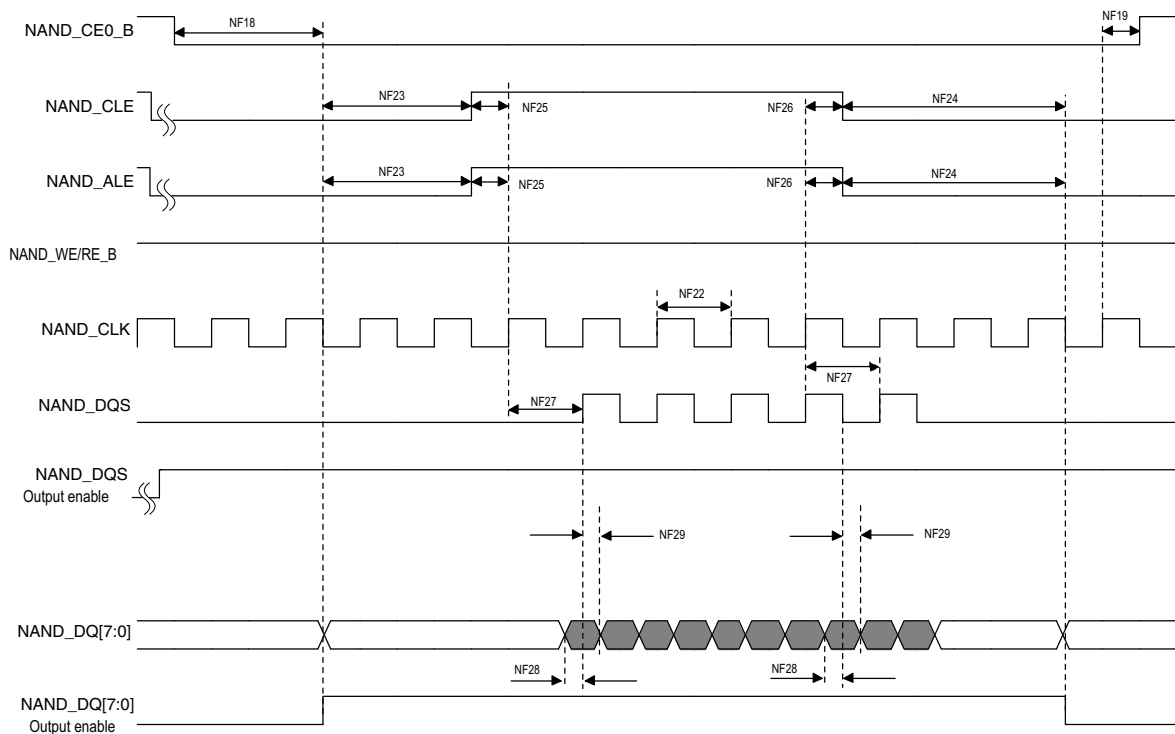 NF18
NF19
NAND_CE0_B
NF23
NF25
NF26
NF24
NAND_CLE
NF23
NF25
NF26
NF24
NAND_ALE
NAND_WE/RE_B
NF22
NAND_CLK
NF27
NF27
NAND_DQS
NAND_DQS
Output enable
NF29
NF29
NAND_DQ[7:0]
NF28
NF28
NAND_DQ[7:0]
Output enable